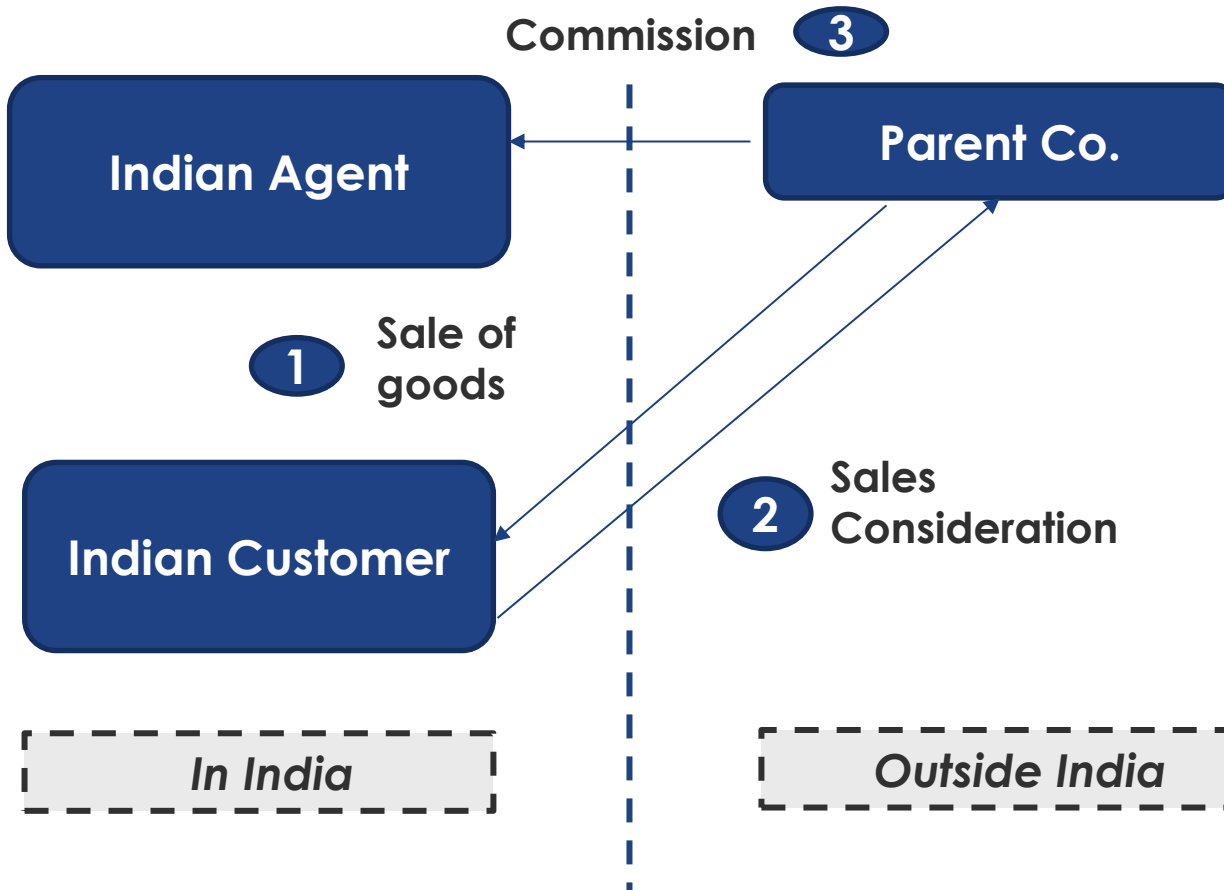 Commission 3
Indian Agent
Parent Co.
1 Sale of
goods
Indian Customer
2 Sales
Consideration
In India
Outside India